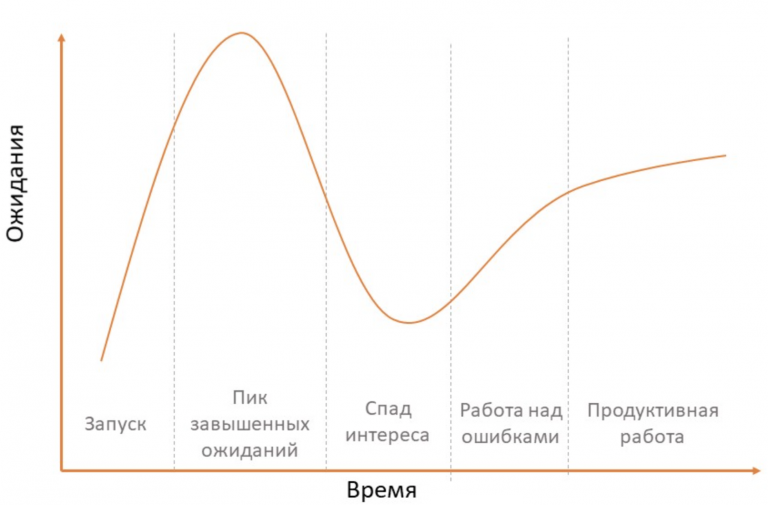 Ожидания
Запуск
Пик
завышенных
ожиданий
Спад
интереса
Работа над
ошибками
Продуктивная
работа
Время